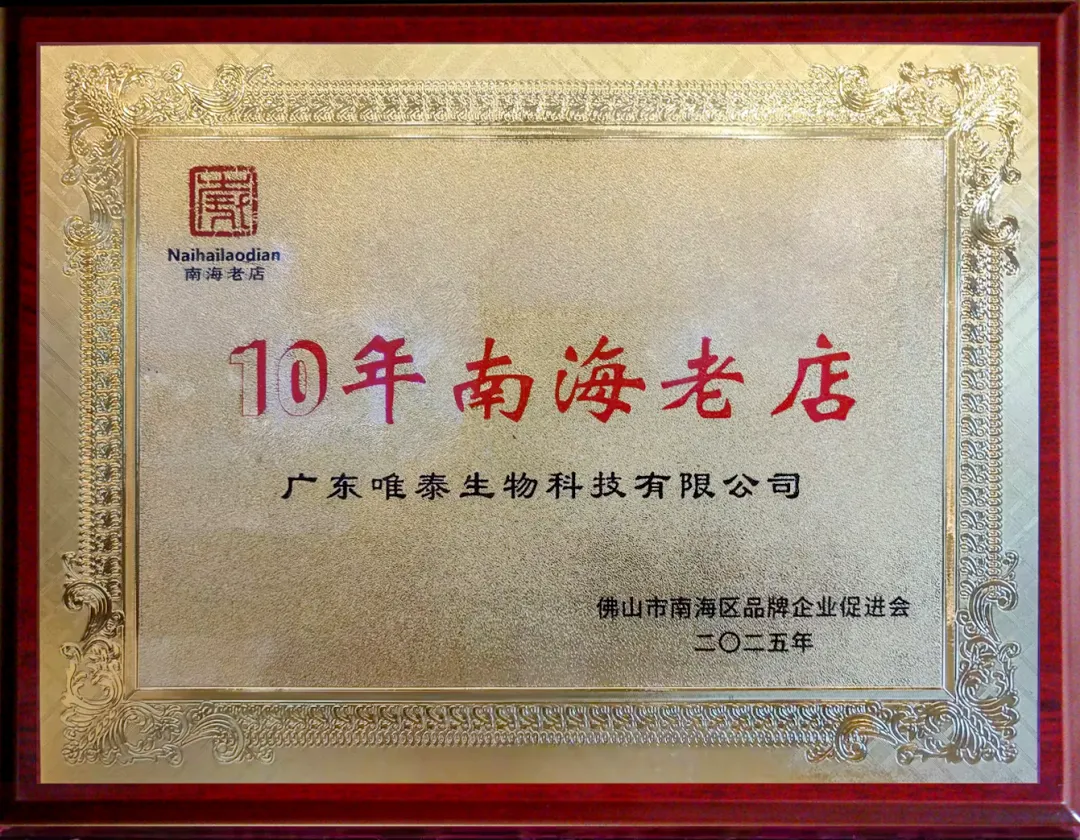 Naihailaodian
南海老店
10年南海老店
广东唯泰生物科技有限公司
佛山市南海区品牌企业促进会
二〇二五年